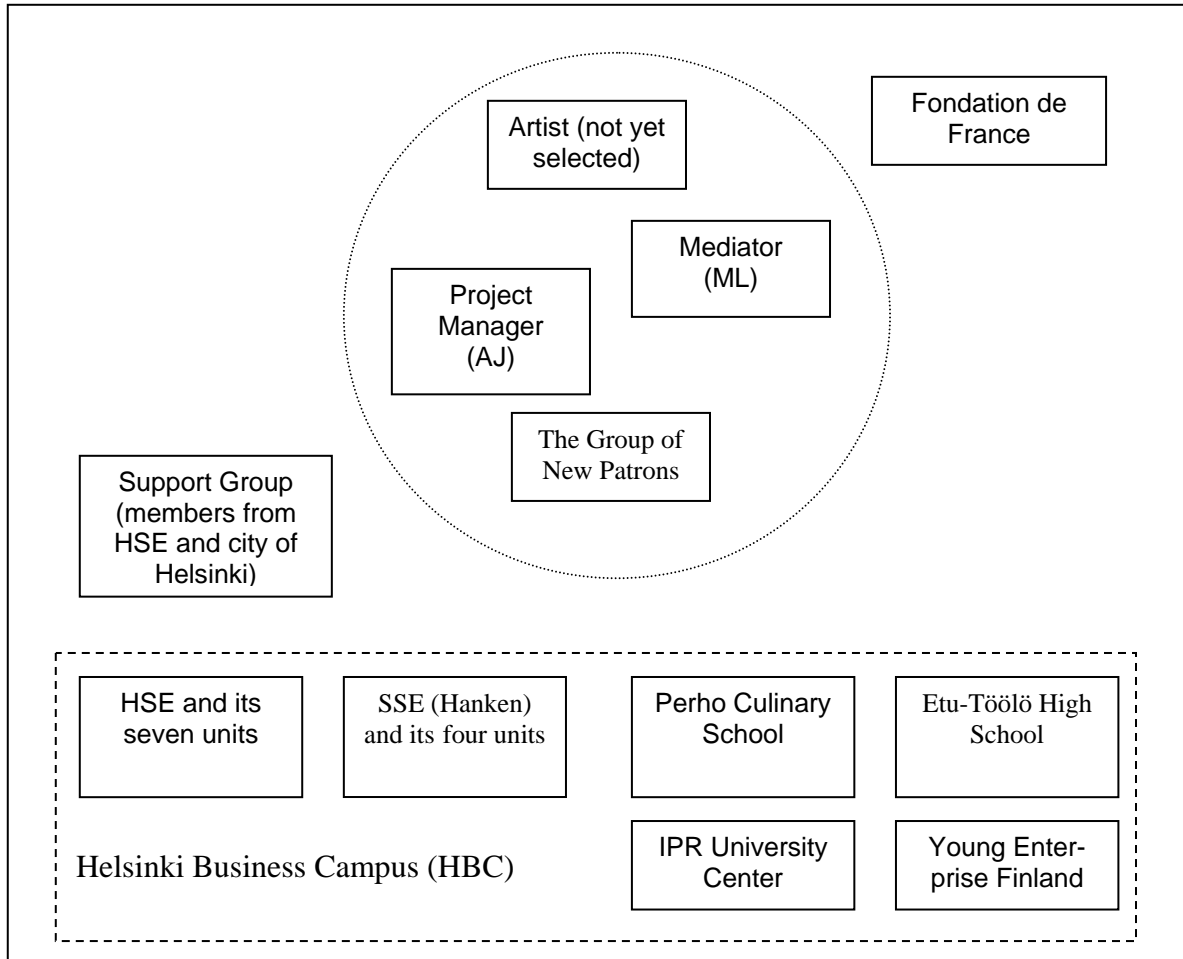 Artist (not yet
selected)
Fondation de
France
Mediator
(ML)
Project
Manager
(AJ)
The Group of
New Patrons
Support Group
(members from
HSE and city of
Helsinki)
HSE and its
seven units
SSE (Hanken)
and its four units
Perho Culinary
School
Etu-Töölö High
School
Helsinki Business Campus (HBC)
IPR University
Center
Young Enter-
prise Finland